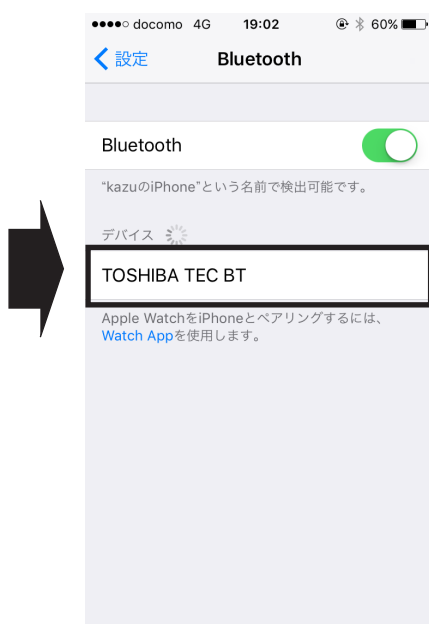 docomo 4G 19:02 60%
設定 Bluetooth
Bluetooth
“kazuのiPhone”という名前で検出可能です。
デバイス
TOSHIBA TEC BT
Apple WatchをiPhoneとペアリングするには、
Watch Appを使用します。